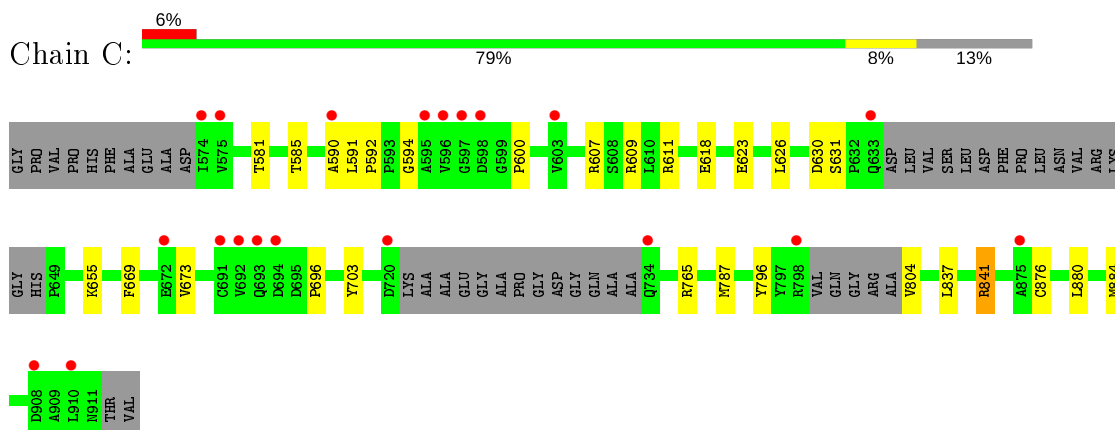 6%
Chain C:
79%
8%
13%
GLY PRO VAL PRO HIS PHE ALA GLU ALA ASP I574 V575 T581 T585 A590 L591 P592 P593 G594 A595 V596 G597 D598 G599 P600 V603 R607 S608 R609 L610 R611 E618 E623 L626 D630 S631 P632 Q633 ASP LEU VAL SER LEU ASP PHE PRO LEU ASN VAL ARG LYS
GLY HIS P649 K655 F669 E672 V673 C691 V692 Q693 D694 D695 P696 Y703 D720 LYS ALA ALA GLU GLY ALA PRO GLY ASP GLY GLN ALA ALA Q734 R765 M787 Y796 Y797 R798 VAL GLN GLY ARG ALA V804 L837 R841 A875 C876 L880 M884
D908 A909 L910 N911 THR VAL